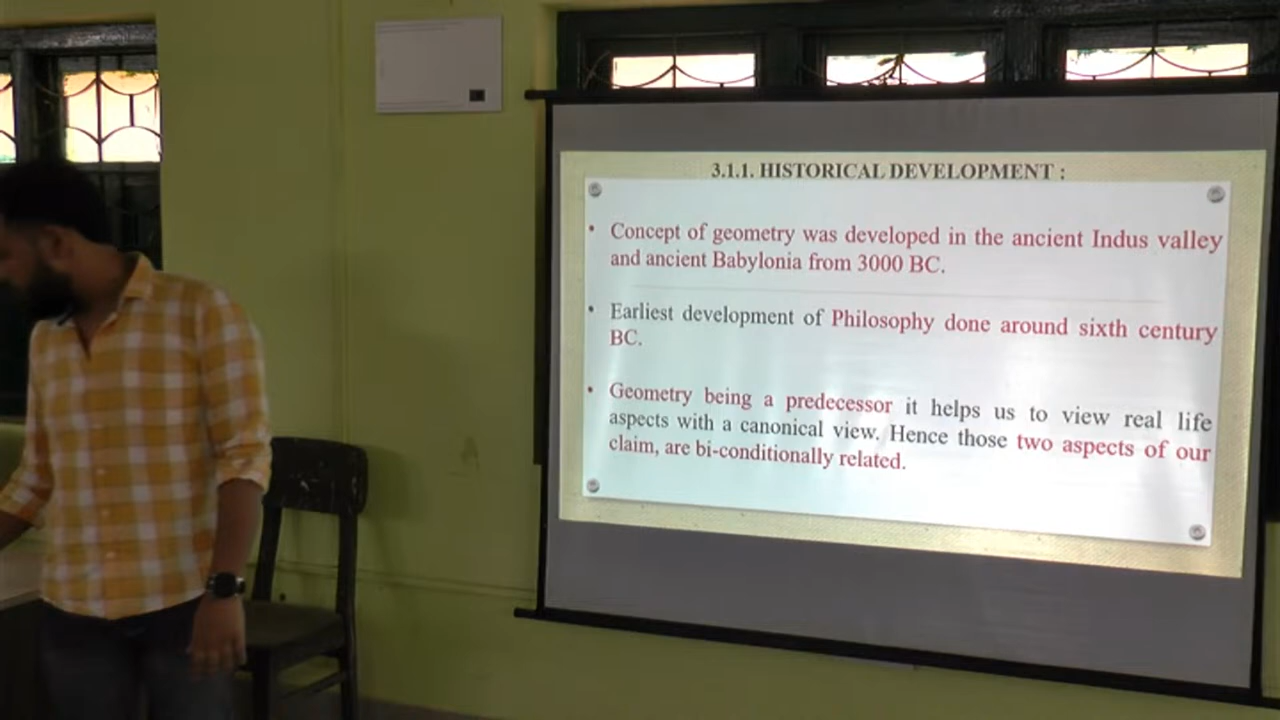 3.1.1. HISTORICAL DEVELOPMENT :
• Concept of geometry was developed in the ancient Indus valley
and ancient Babylonia from 3000 BC.
• Earliest development of Philosophy done around sixth century
BC.
• Geometry being a predecessor it helps us to view real life
aspects with a canonical view. Hence those two aspects of our
claim, are bi-conditionally related.